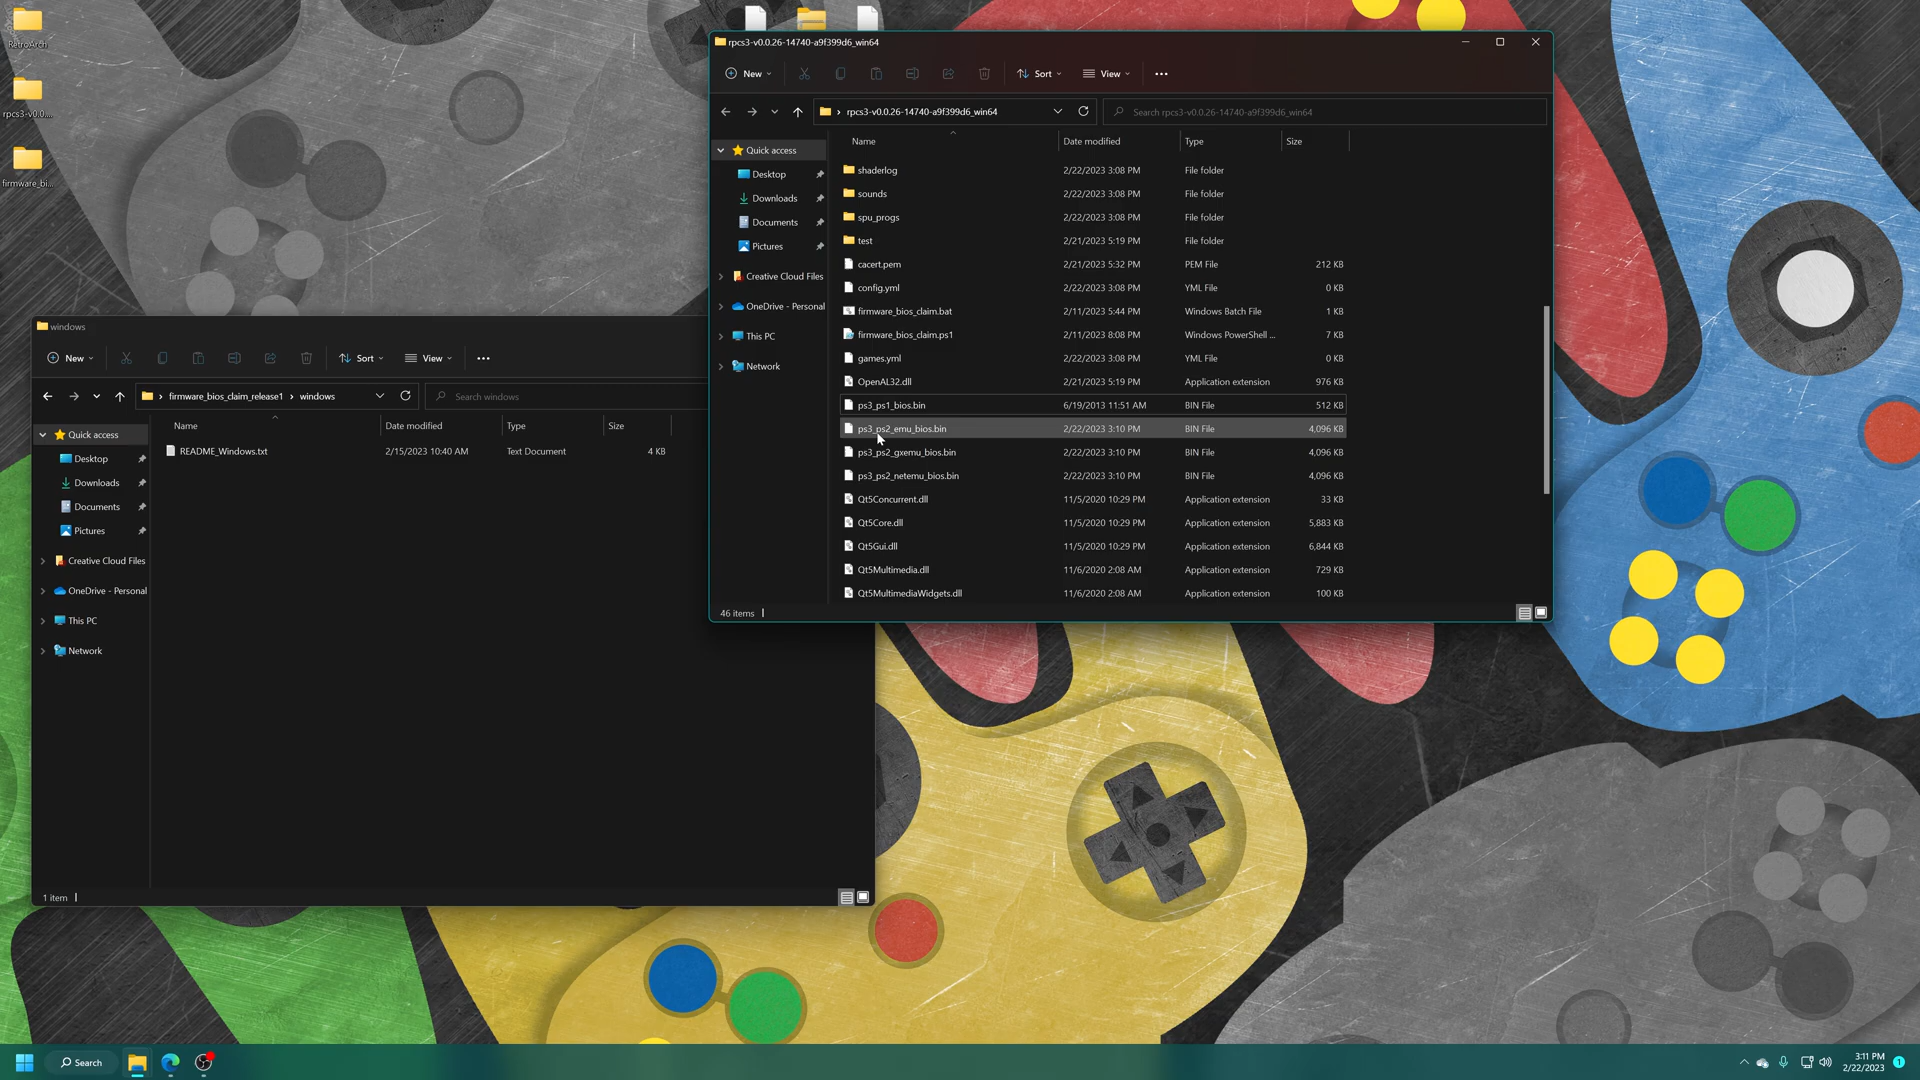 RetroArch
rpcs3-v0.0....
firmware_bi...
rpcs3-v0.0.26-14740-a9f399d6_win64
New
Sort
View
rpcs3-v0.0.26-14740-a9f399d6_win64
Search rpcs3-v0.0.26-14740-a9f399d6_win64
Name Date modified Type Size
Quick access
Desktop
Downloads
Documents
Pictures
Creative Cloud Files
OneDrive - Personal
This PC
Network
shaderlog 2/22/2023 3:08 PM File folder
sounds 2/22/2023 3:08 PM File folder
spu_progs 2/22/2023 3:08 PM File folder
test 2/21/2023 5:19 PM File folder
cacert.pem 2/21/2023 5:32 PM PEM File 212 KB
config.yml 2/22/2023 3:08 PM YML File 0 KB
firmware_bios_claim.bat 2/11/2023 5:44 PM Windows Batch File 1 KB
firmware_bios_claim.ps1 2/11/2023 8:08 PM Windows PowerShell ... 7 KB
games.yml 2/22/2023 3:08 PM YML File 0 KB
OpenAL32.dll 2/21/2023 5:19 PM Application extension 976 KB
ps3_ps1_bios.bin 6/19/2013 11:51 AM BIN File 512 KB
ps3_ps2_emu_bios.bin 2/22/2023 3:10 PM BIN File 4,096 KB
ps3_ps2_gxemu_bios.bin 2/22/2023 3:10 PM BIN File 4,096 KB
ps3_ps2_netemu_bios.bin 2/22/2023 3:10 PM BIN File 4,096 KB
Qt5Concurrent.dll 11/5/2020 10:29 PM Application extension 33 KB
Qt5Core.dll 11/5/2020 10:29 PM Application extension 5,883 KB
Qt5Gui.dll 11/5/2020 10:29 PM Application extension 6,844 KB
Qt5Multimedia.dll 11/6/2020 2:08 AM Application extension 729 KB
Qt5MultimediaWidgets.dll 11/6/2020 2:08 AM Application extension 100 KB
46 items
windows
New
Sort
View
firmware_bios_claim_release1 windows
Search windows
Name Date modified Type Size
Quick access
Desktop
Downloads
Documents
Pictures
Creative Cloud Files
OneDrive - Personal
This PC
Network
README_Windows.txt 2/15/2023 10:40 AM Text Document 4 KB
1 item
Search
3:11 PM
2/22/2023
1